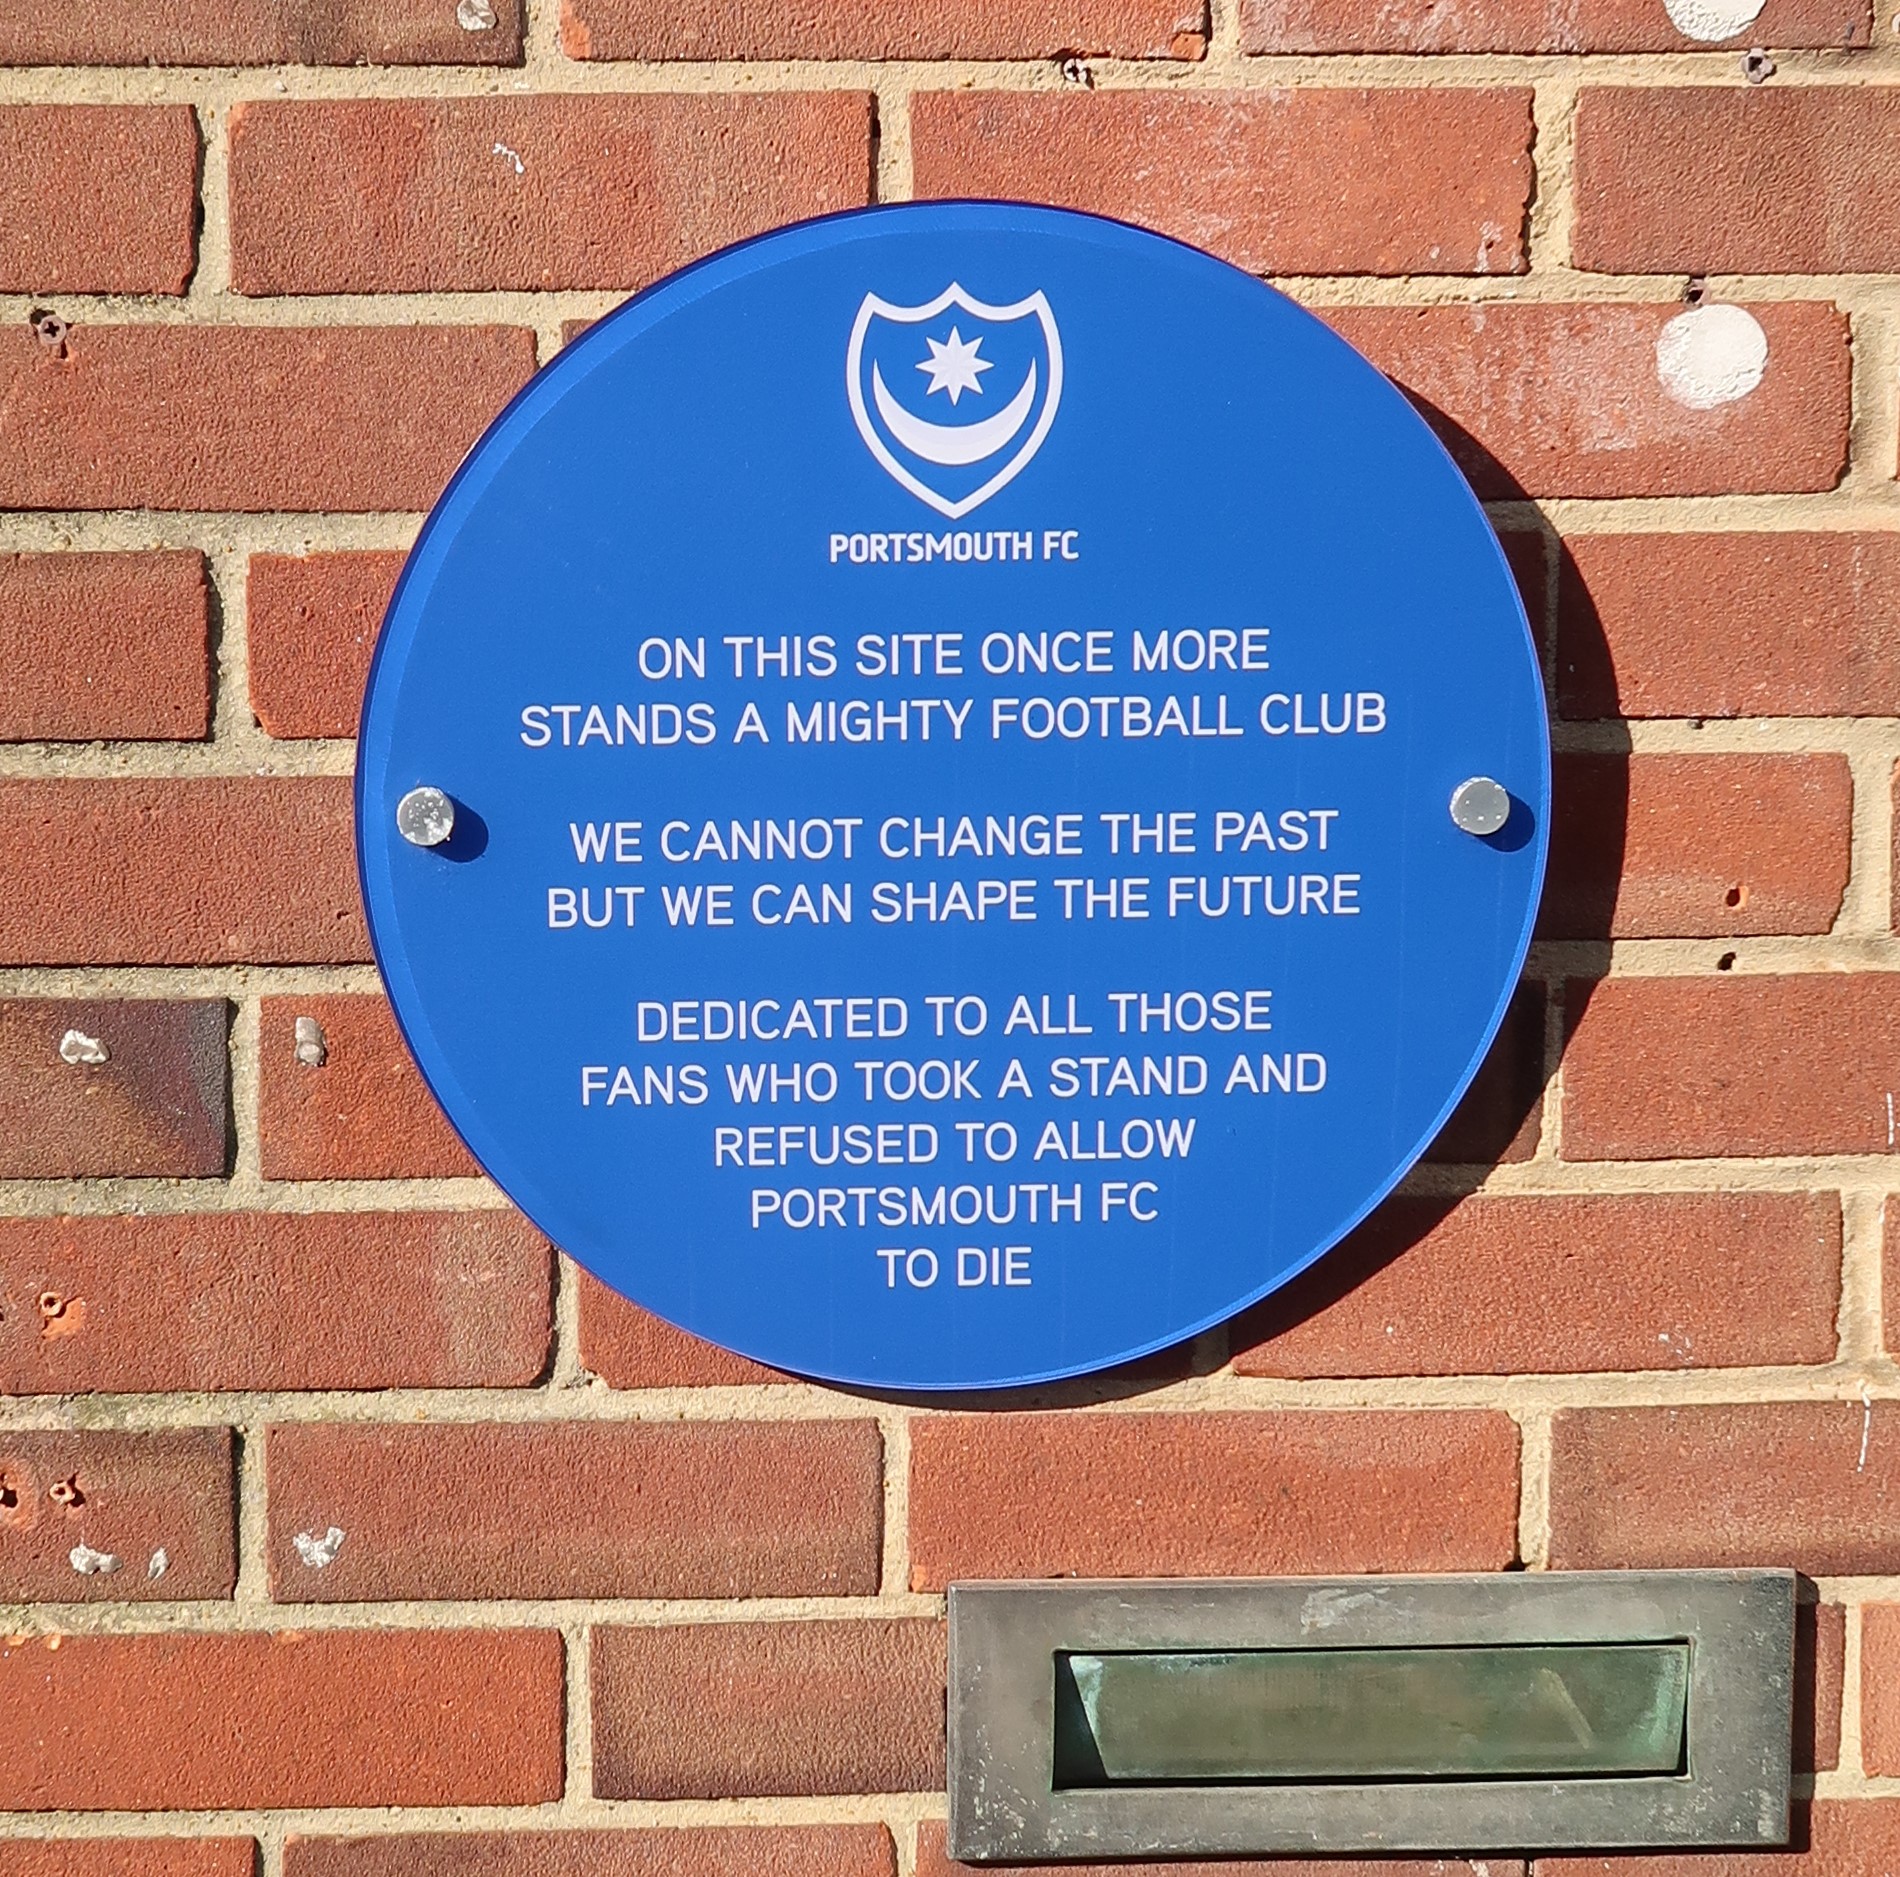 PORTSMOUTH FC
ON THIS SITE ONCE MORE
STANDS A MIGHTY FOOTBALL CLUB
WE CANNOT CHANGE THE PAST
BUT WE CAN SHAPE THE FUTURE
DEDICATED TO ALL THOSE
FANS WHO TOOK A STAND AND
REFUSED TO ALLOW
PORTSMOUTH FC
TO DIE